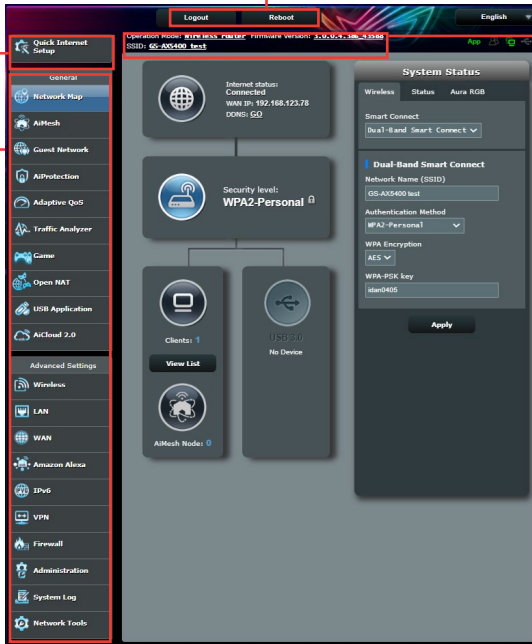 Logout
Reboot
English
Quick Internet Setup
Operation Mode: Wireless router Firmware Version: 3.0.0.4.386_43588
SSID: GS-AX5400 test
App
General
Network Map
AiMesh
Guest Network
AiProtection
Adaptive QoS
Traffic Analyzer
Game
Open NAT
USB Application
AiCloud 2.0
Advanced Settings
Wireless
LAN
WAN
Amazon Alexa
IPv6
VPN
Firewall
Administration
System Log
Network Tools
Internet status:
Connected
WAN IP: 192.168.123.78
DDNS: GO
Security level:
WPA2-Personal
Clients: 1
View List
AiMesh Node: 0
USB 3.0
No Device
System Status
Wireless
Status
Aura RGB
Smart Connect
Dual-Band Smart Connect
Dual-Band Smart Connect
Network Name (SSID)
GS-AX5400 test
Authentication Method
WPA2-Personal
WPA Encryption
AES
WPA-PSK key
idan0405
Apply